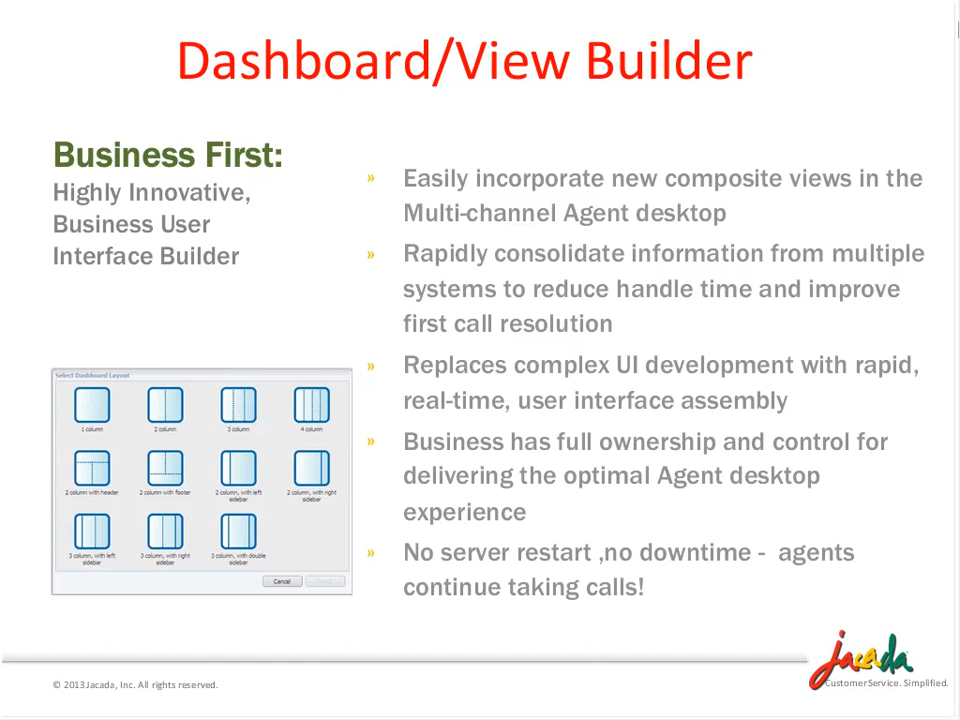 Dashboard/View Builder
Business First:
Highly Innovative,
Business User
Interface Builder
» Easily incorporate new composite views in the
Multi-channel Agent desktop
» Rapidly consolidate information from multiple
systems to reduce handle time and improve
first call resolution
» Replaces complex UI development with rapid,
real-time, user interface assembly
» Business has full ownership and control for
delivering the optimal Agent desktop
experience
» No server restart ,no downtime - agents
continue taking calls!
Select Dashboard Layout
1 column 2 column 3 column 4 column
2 column with header 2 column with footer 2 column, with left 2 column, with right
sidebar sidebar
3 column, with left 3 column, with right 3 column, with double
sidebar sidebar sidebar
Cancel
jacada
CustomerService. Simplified.
© 2013 Jacada, Inc. All rights reserved.